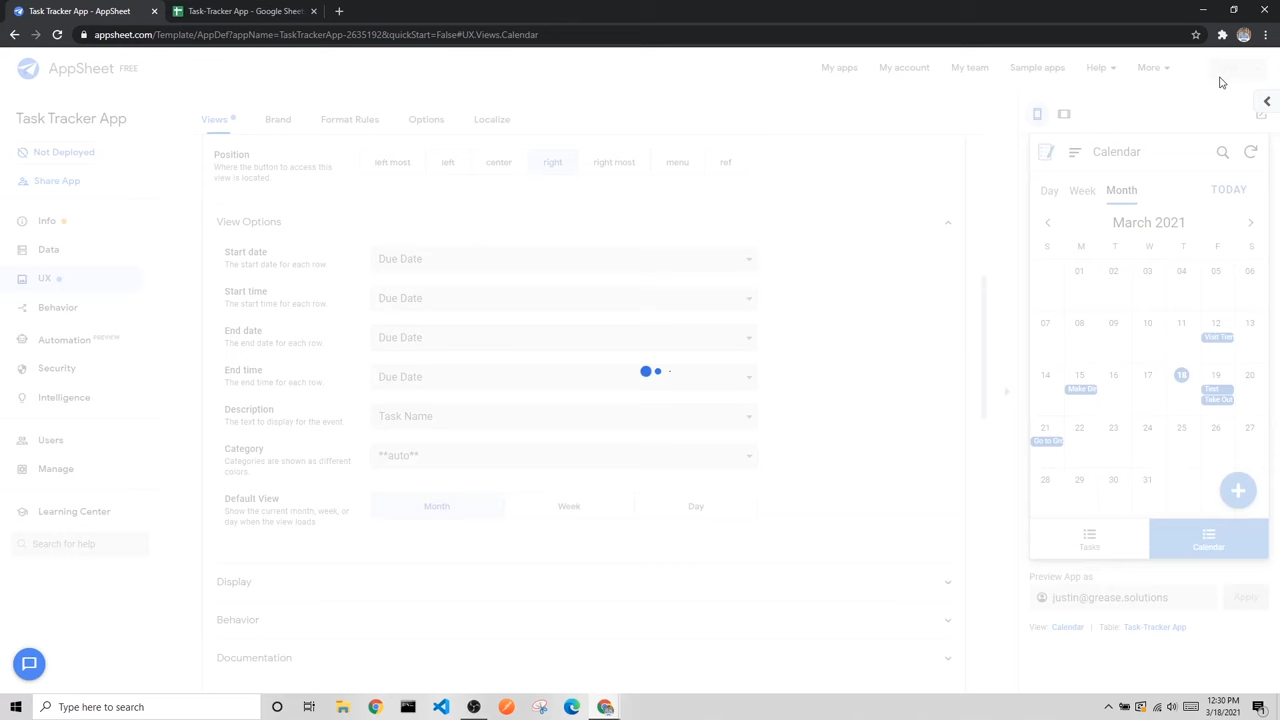 Task Tracker App - AppSheet
Task-Tracker App - Google Sheet
appsheet.com/Template/AppDef?appName=TaskTrackerApp-2635192&quickStart=False#UX.Views.Calendar
AppSheet FREE
My apps
My account
My team
Sample apps
Help
More
Task Tracker App
Not Deployed
Share App
Info
Data
UX
Behavior
Automation PREVIEW
Security
Intelligence
Users
Manage
Learning Center
Search for help
Views
Brand
Format Rules
Options
Localize
Position
Where the button to access this
view is located.
left most
left
center
right
right most
menu
ref
View Options
Start date
The start date for each row.
Due Date
Start time
The start time for each row.
Due Date
End date
The end date for each row.
Due Date
End time
The end time for each row.
Due Date
Description
The text to display for the event.
Task Name
Category
Categories are shown as different
colors.
**auto**
Default View
Show the current month, week, or
day when the view loads
Month
Week
Day
Display
Behavior
Documentation
Calendar
Day Week Month TODAY
March 2021
S M T W T F S
01 02 03 04 05 06
07 08 09 10 11 12 13
Visit Tom
14 15 16 17 18 19 20
Test
Take Out
21 22 23 24 25 26 27
28 29 30 31
Tasks
Calendar
Preview App as
justin@grease.solutions
Apply
View: Calendar | Table: Task-Tracker App
Type here to search
12:30 PM
3/18/2021